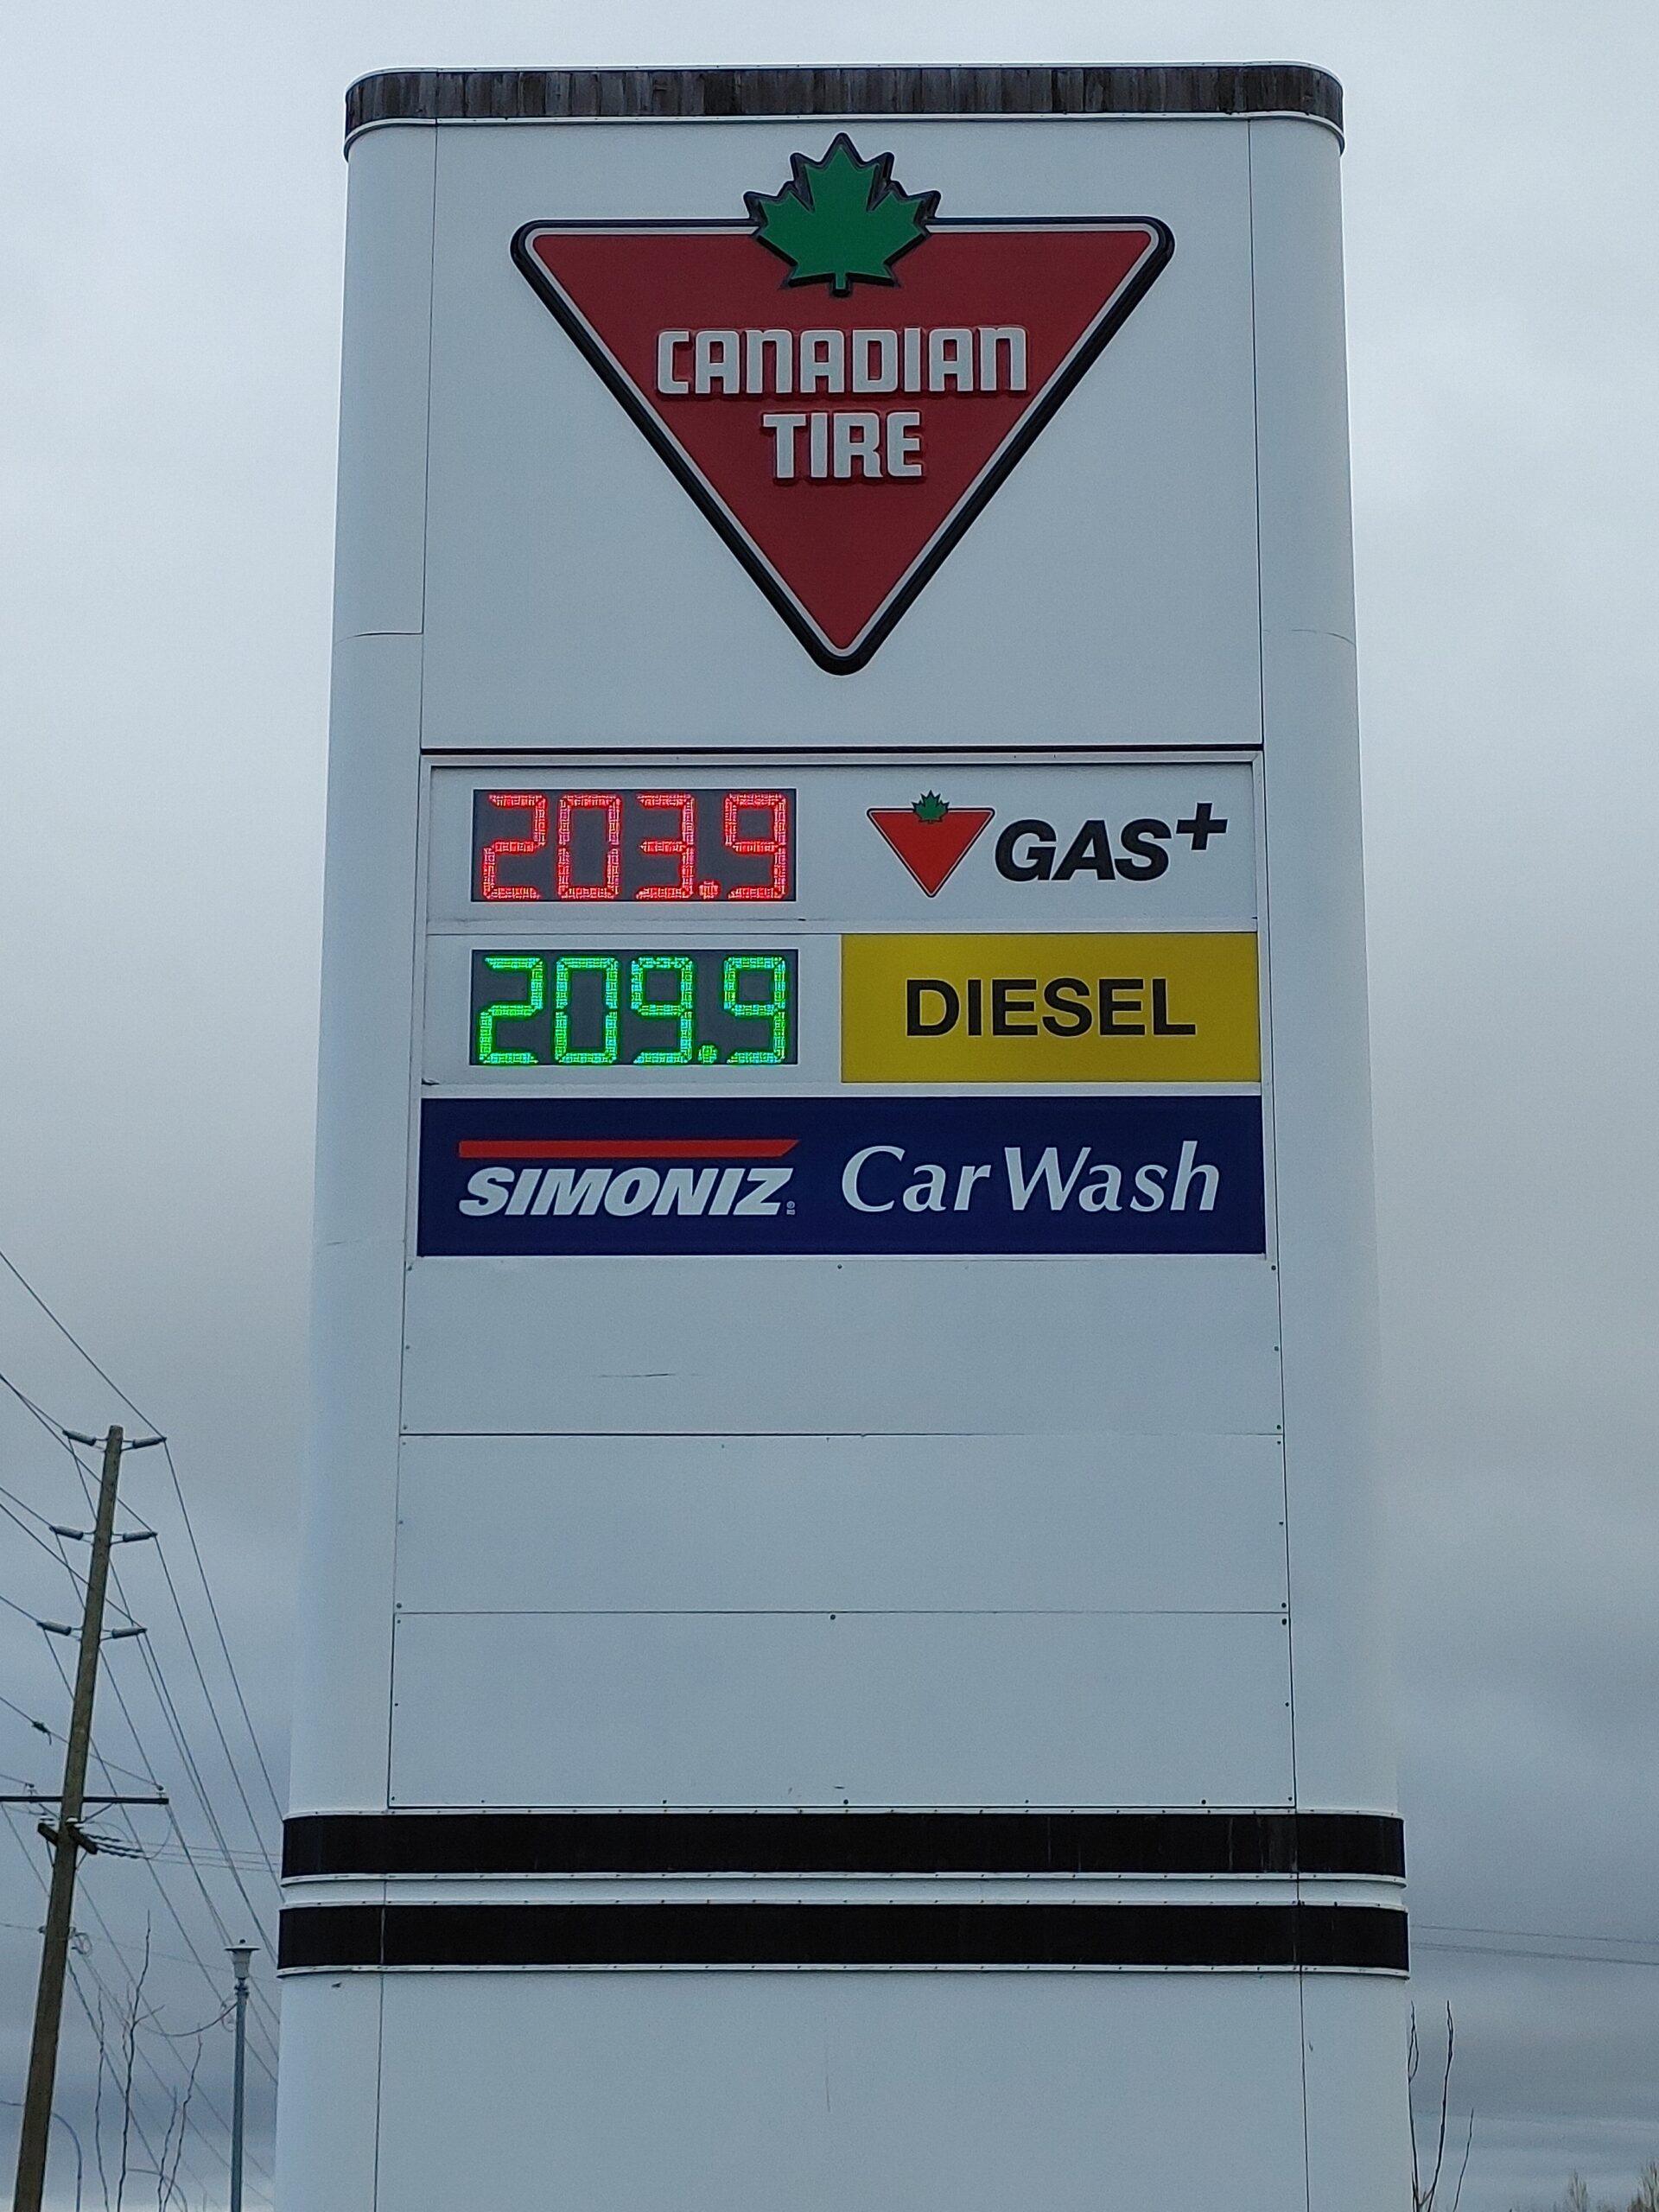 CANADIAN
TIRE
203.9 GAS+
209.9 DIESEL
SIMONIZ® Car Wash